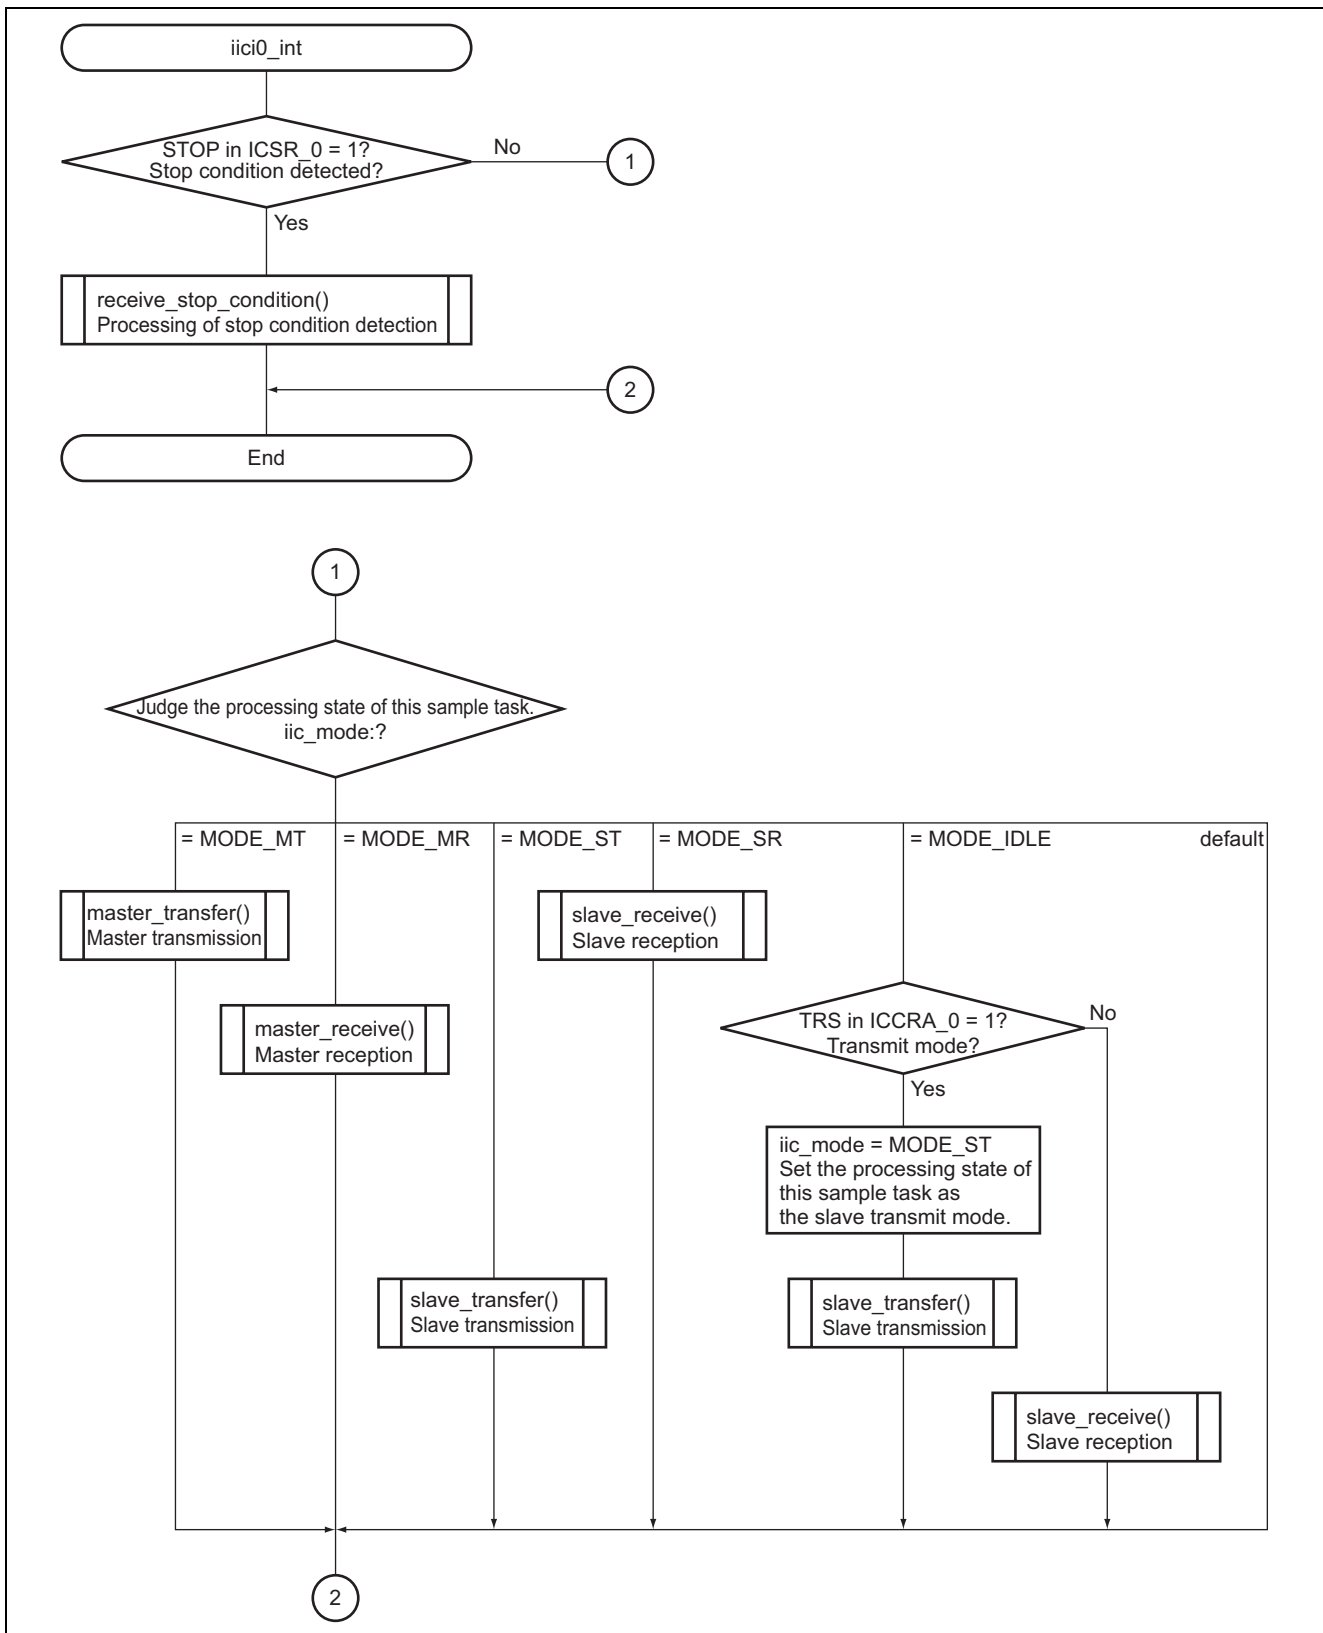 iici0_int
STOP in ICSR_0 = 1?
Stop condition detected?
No
1
Yes
receive_stop_condition()
Processing of stop condition detection
2
End
1
Judge the processing state of this sample task.
iic_mode:?
= MODE_MT
= MODE_MR
= MODE_ST
= MODE_SR
= MODE_IDLE
default
master_transfer()
Master transmission
slave_receive()
Slave reception
master_receive()
Master reception
TRS in ICCRA_0 = 1?
Transmit mode?
No
Yes
iic_mode = MODE_ST
Set the processing state of
this sample task as
the slave transmit mode.
slave_transfer()
Slave transmission
slave_transfer()
Slave transmission
slave_receive()
Slave reception
2